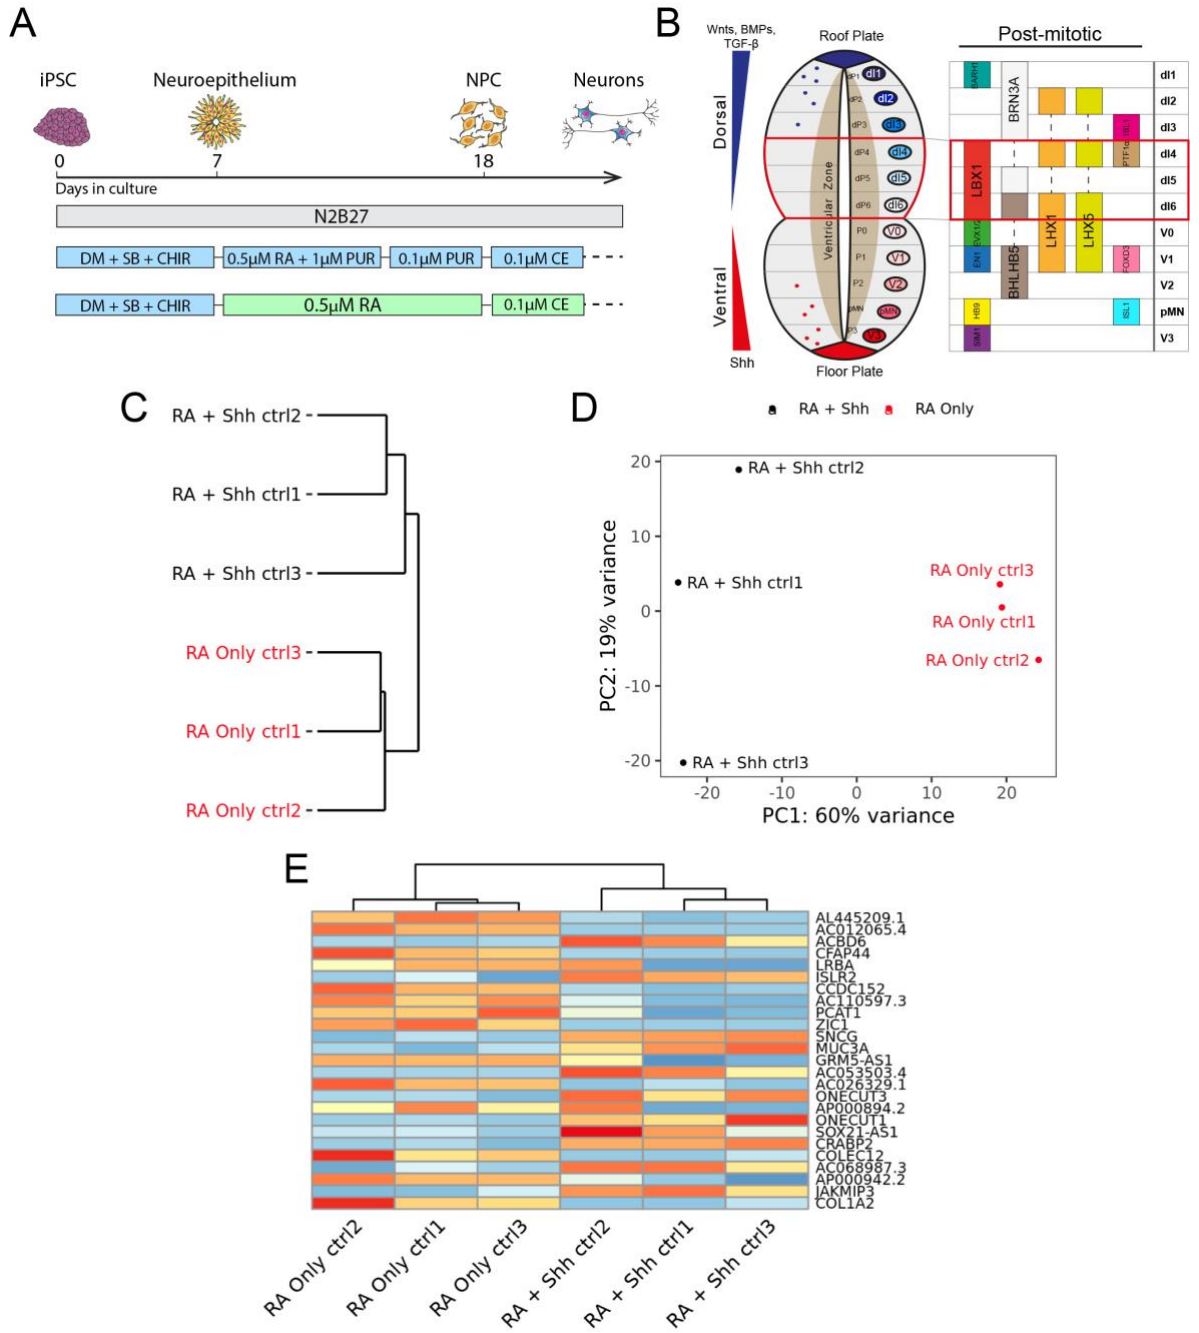 A
iPSC
Neuroepithelium
NPC
Neurons
0
7
18
Days in culture
N2B27
DM + SB + CHIR
0.5µM RA + 1µM PUR
0.1µM PUR
0.1µM CE
DM + SB + CHIR
0.5µM RA
0.1µM CE
B
Wnts, BMPs,
TGF-β
Dorsal
Ventral
Shh
Roof Plate
Ventricular Zone
dP1
dP2
dP3
dP4
dP5
dP6
P0
P1
P2
pMN
P3
dI1
dI2
dI3
dI4
dI5
dI6
V0
V1
V2
pMN
V3
Floor Plate
Post-mitotic
BARH1
BRN3A
ISL1
PTF1α
LBX1
LHX1
LHX5
EVX1/2
EN1
BHLHB5
FOXD3
HB9
ISL1
SIM1
dI1
dI2
dI3
dI4
dI5
dI6
V0
V1
V2
pMN
V3
C
RA + Shh ctrl2
RA + Shh ctrl1
RA + Shh ctrl3
RA Only ctrl3
RA Only ctrl1
RA Only ctrl2
D
RA + Shh
RA Only
PC2: 19% variance
20
10
0
-10
-20
RA + Shh ctrl2
RA + Shh ctrl1
RA + Shh ctrl3
RA Only ctrl3
RA Only ctrl1
RA Only ctrl2
-20
-10
0
10
20
PC1: 60% variance
E
AL445209.1
AC012065.4
ACBD6
CFAP44
LRBA
ISLR2
CCDC152
AC110597.3
PCAT1
ZIC1
SNCG
MUC3A
GRM5-AS1
AC053503.4
AC026329.1
ONECUT3
AP000894.2
ONECUT1
SOX21-AS1
CRABP2
COLEC12
AC068987.3
AP000942.2
JAKMIP3
COL1A2
RA Only ctrl2
RA Only ctrl1
RA Only ctrl3
RA + Shh ctrl2
RA + Shh ctrl1
RA + Shh ctrl3